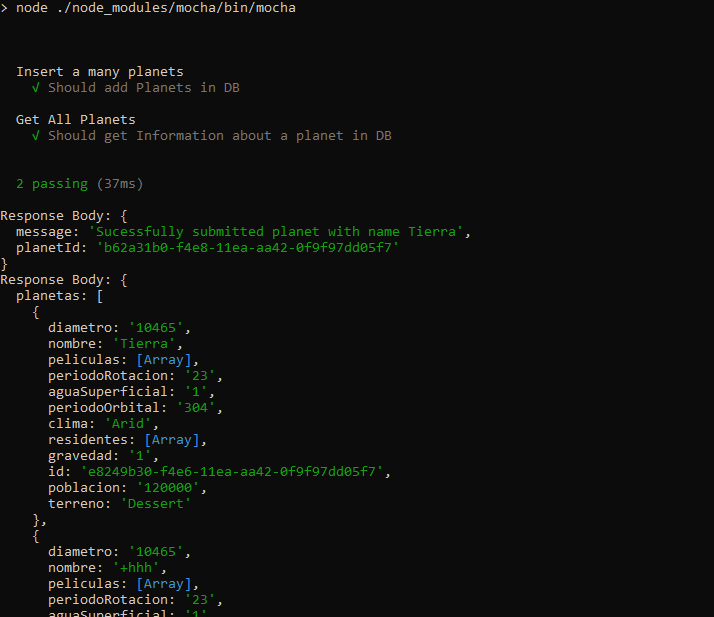 > node ./node_modules/mocha/bin/mocha
Insert a many planets
√ Should add Planets in DB
Get All Planets
√ Should get Information about a planet in DB
2 passing (37ms)
Response Body: {
message: 'Sucessfully submitted planet with name Tierra',
planetId: 'b62a31b0-f4e8-11ea-aa42-0f9f97dd05f7'
}
Response Body: {
planetas: [
{
diametro: '10465',
nombre: 'Tierra',
peliculas: [Array],
periodoRotacion: '23',
aguaSuperficial: '1',
periodoOrbital: '304',
clima: 'Arid',
residentes: [Array],
gravedad: '1',
id: 'e8249b30-f4e6-11ea-aa42-0f9f97dd05f7',
poblacion: '120000',
terreno: 'Dessert'
},
{
diametro: '10465',
nombre: '+hhh',
peliculas: [Array],
periodoRotacion: '23',
aguaSuperficial: '1'